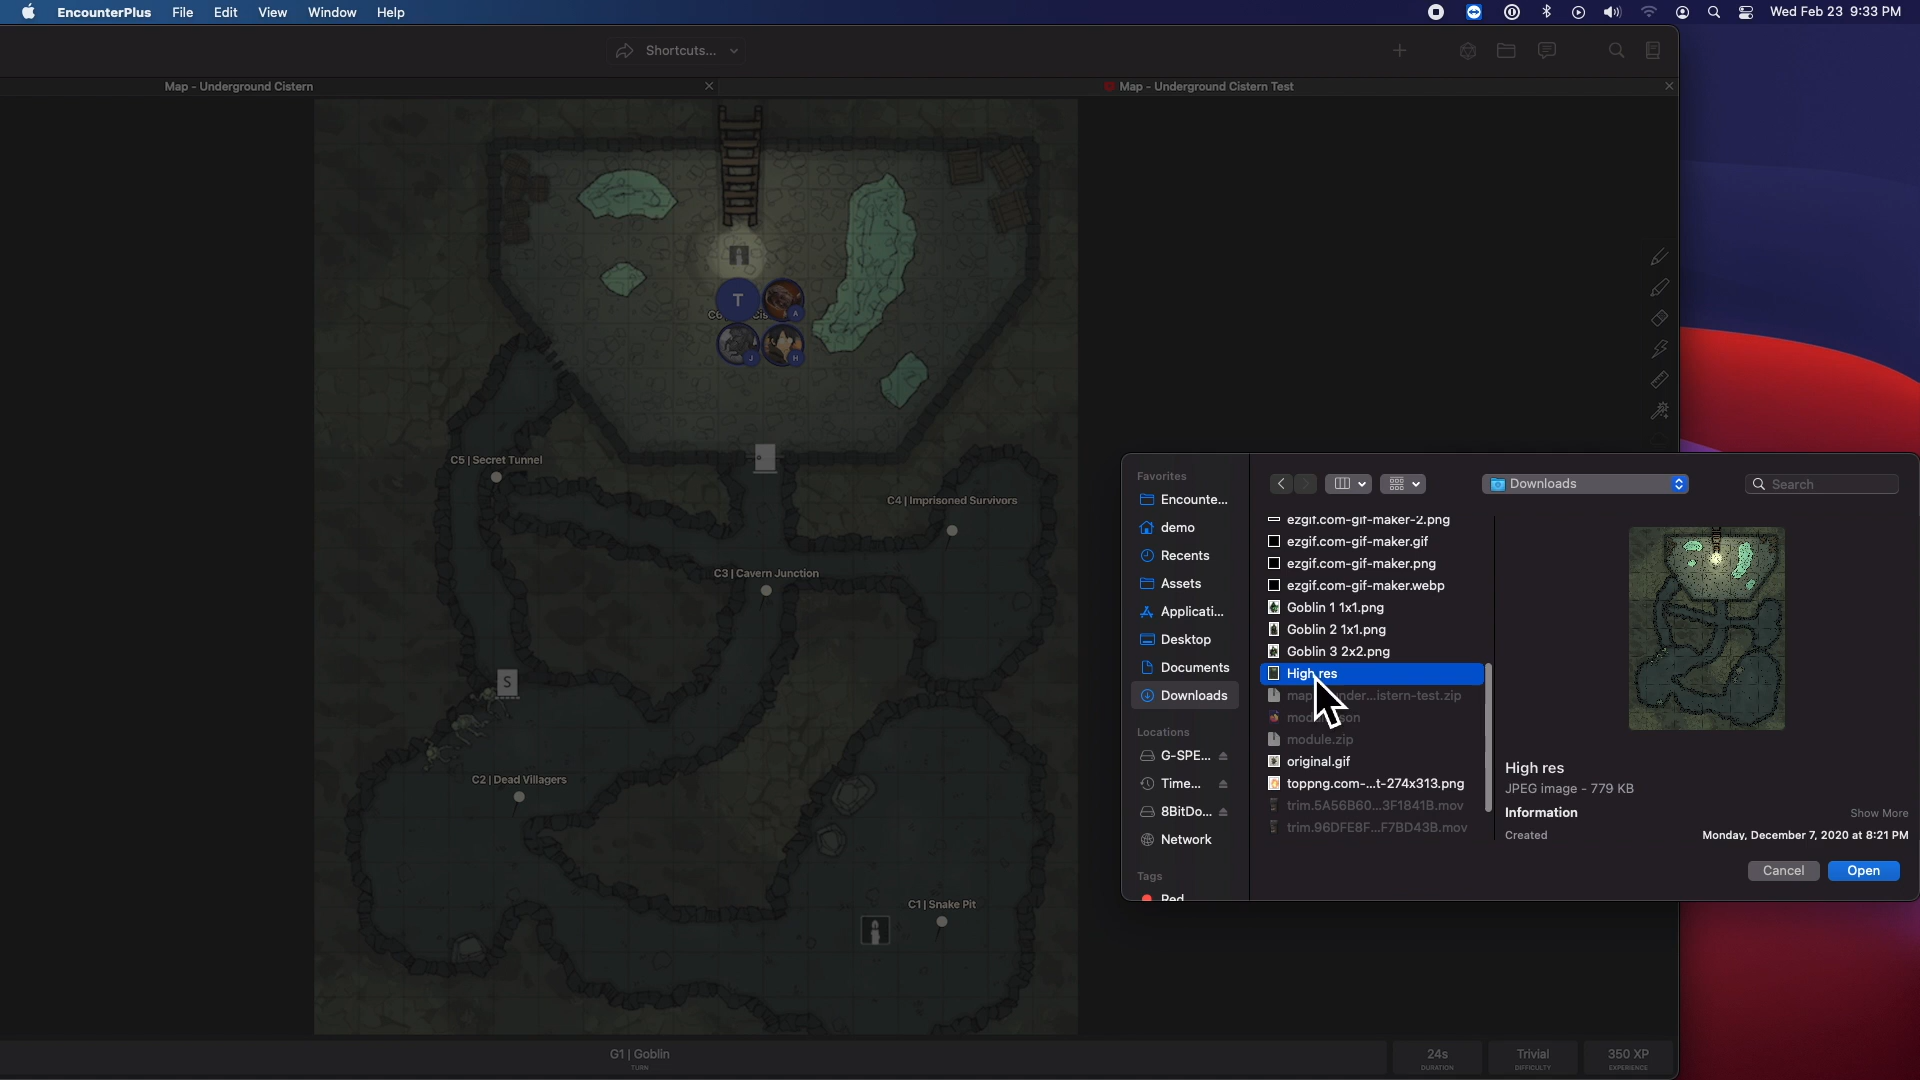 EncounterPlus File Edit View Window Help
Wed Feb 23 9:33 PM
Shortcuts...
Map - Underground Cistern
Map - Underground Cistern Test
T
A
J
H
C5 | Secret Tunnel
C4 | Imprisoned Survivors
C3 | Cavern Junction
S
C2 | Dead Villagers
C1 | Snake Pit
Favorites
Encounte...
demo
Recents
Assets
Applicati...
Desktop
Documents
Downloads
Locations
G-SPE...
Time...
8BitDo...
Network
Tags
Red
Downloads
Search
ezgif.com-gif-maker-2.png
ezgif.com-gif-maker.gif
ezgif.com-gif-maker.png
ezgif.com-gif-maker.webp
Goblin 1 1x1.png
Goblin 2 1x1.png
Goblin 3 2x2.png
High res
module.zip
original.gif
toppng.com-...t-274x313.png
trim.5A56B60...3F1841B.mov
trim.96DFE8F...F7BD43B.mov
High res
JPEG image - 779 KB
Information Show More
Created Monday, December 7, 2020 at 8:21 PM
Cancel Open
G1 | Goblin
TURN
24s
DURATION
Trivial
DIFFICULTY
350 XP
EXPERIENCE